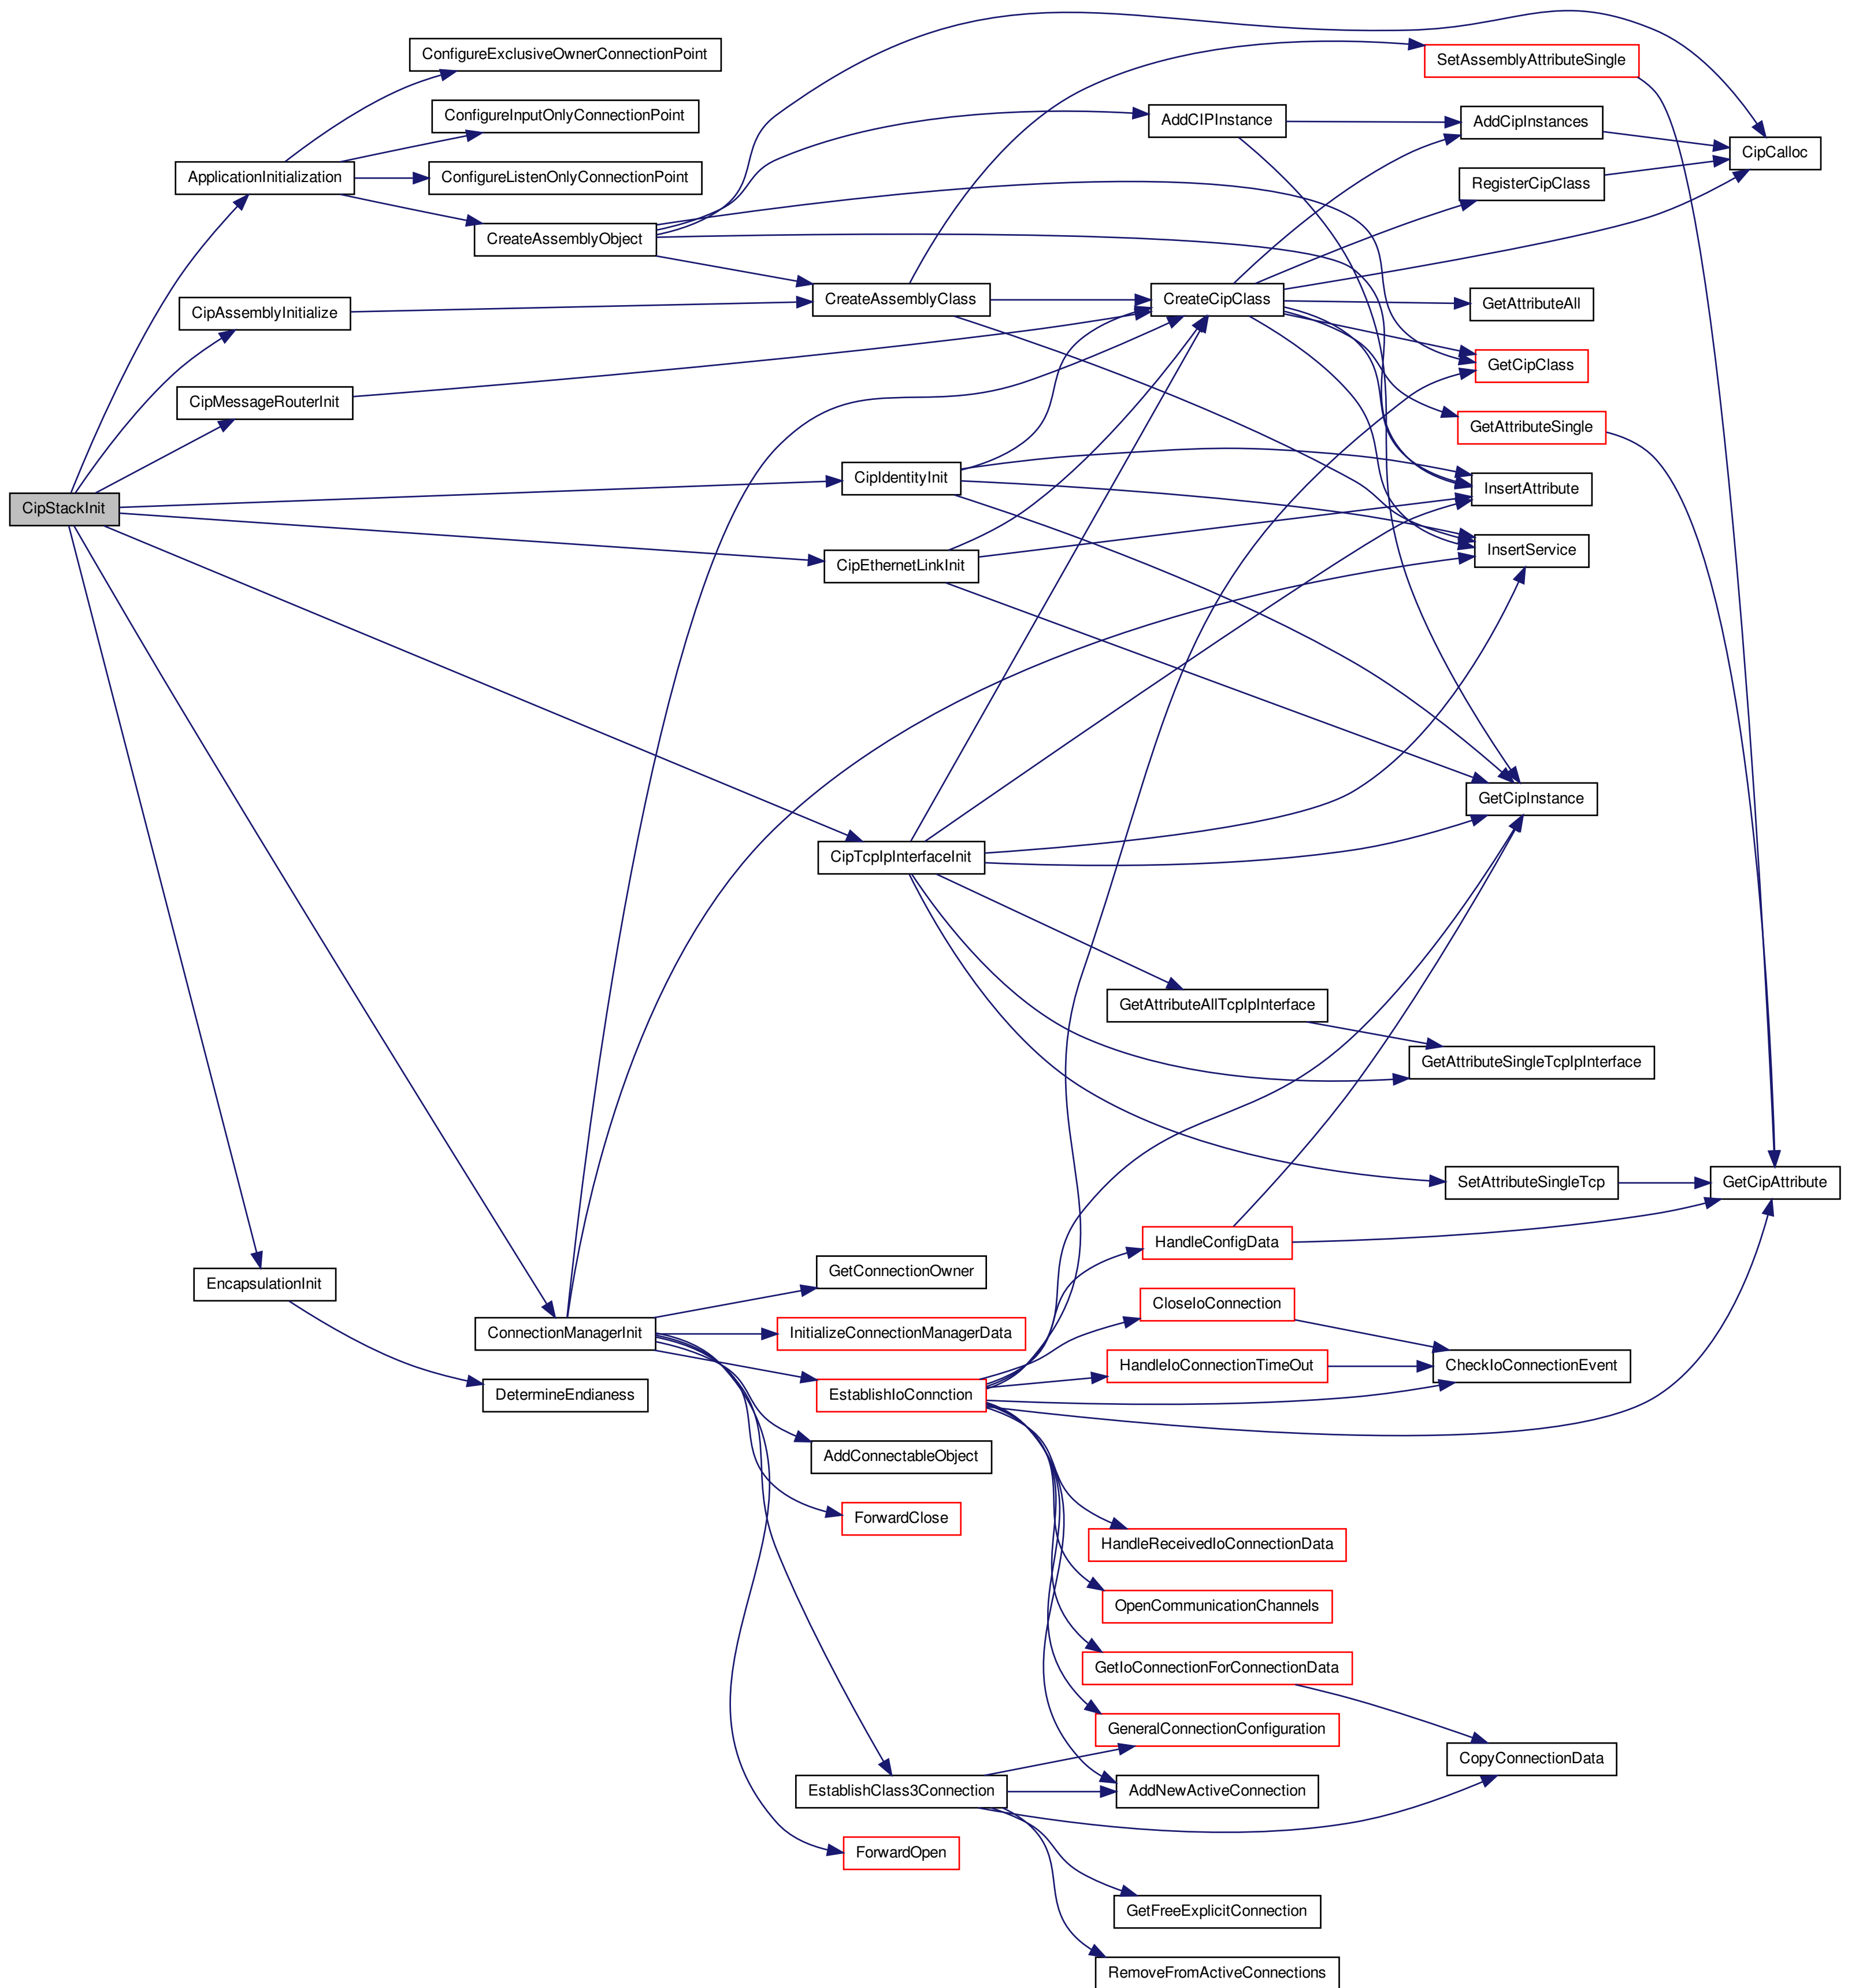 ConfigureExclusiveOwnerConnectionPoint
SetAssemblyAttributeSingle
ConfigureInputOnlyConnectionPoint
AddCIPInstance
AddCipInstances
CipCalloc
ApplicationInitialization
ConfigureListenOnlyConnectionPoint
RegisterCipClass
CreateAssemblyObject
CipAssemblyInitialize
CreateAssemblyClass
CreateCipClass
GetAttributeAll
GetCipClass
CipMessageRouterInit
GetAttributeSingle
CipIdentityInit
InsertAttribute
CipStackInit
InsertService
CipEthernetLinkInit
GetCipInstance
CipTcpIpInterfaceInit
GetAttributeAllTcpIpInterface
GetAttributeSingleTcpIpInterface
SetAttributeSingleTcp
GetCipAttribute
HandleConfigData
GetConnectionOwner
EncapsulationInit
CloseIoConnection
ConnectionManagerInit
InitializeConnectionManagerData
HandleIoConnectionTimeOut
CheckIoConnectionEvent
DetermineEndianess
EstablishIoConnction
AddConnectableObject
ForwardClose
HandleReceivedIoConnectionData
OpenCommunicationChannels
GetIoConnectionForConnectionData
GeneralConnectionConfiguration
CopyConnectionData
EstablishClass3Connection
AddNewActiveConnection
ForwardOpen
GetFreeExplicitConnection
RemoveFromActiveConnections